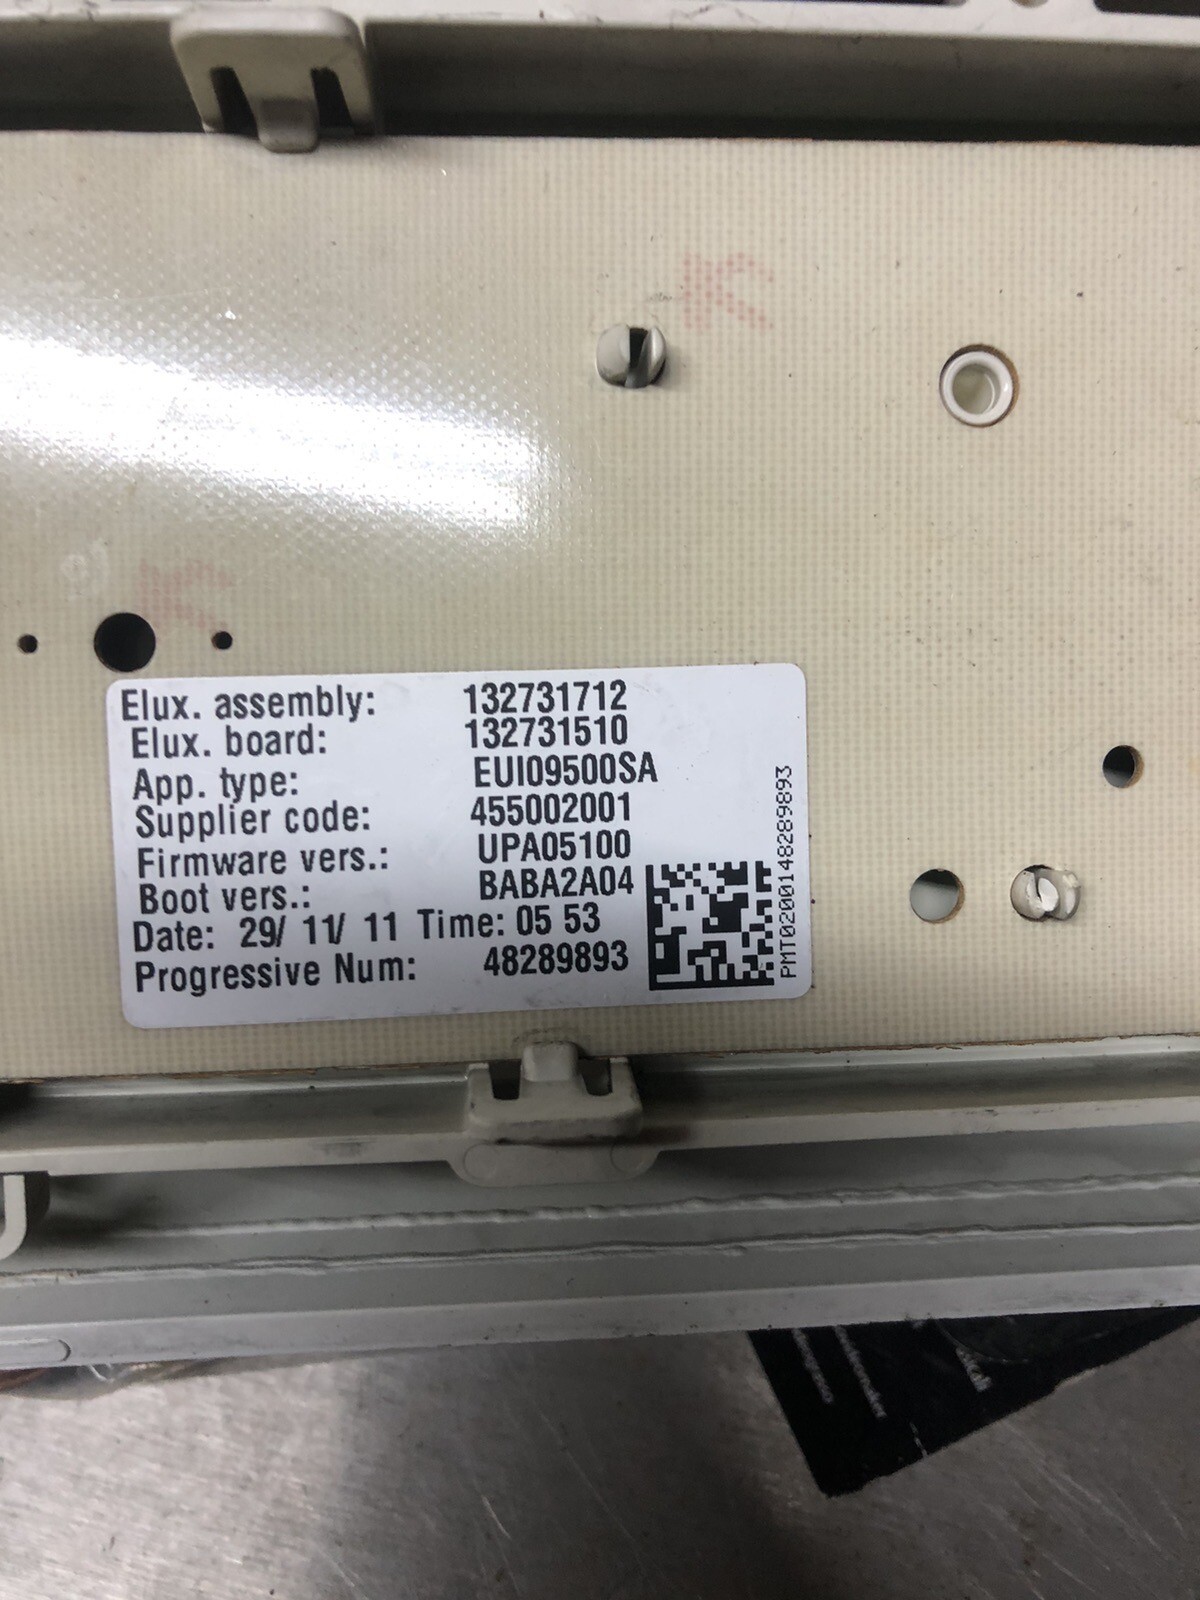 Elux. assembly: 132731712
Elux. board: 132731510
App. type: EUI09500SA
Supplier code: 455002001
Firmware vers.: UPA05100
Boot vers.: BABA2A04
Date: 29/ 11/ 11 Time: 05 53
Progressive Num: 48289893
PMT0200148289893